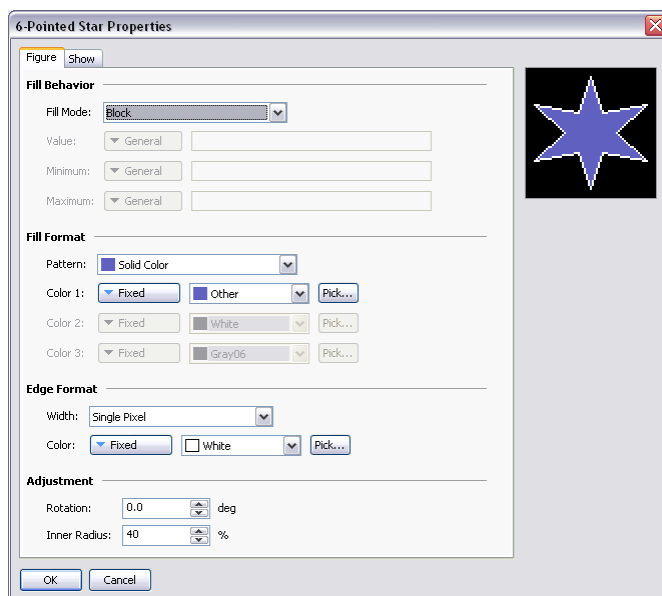 6-Pointed Star Properties
Figure Show
Fill Behavior
Fill Mode: Block
Value: General
Minimum: General
Maximum: General
Fill Format
Pattern: Solid Color
Color 1: Fixed Other Pick...
Color 2: Fixed White Pick...
Color 3: Fixed Gray06 Pick...
Edge Format
Width: Single Pixel
Color: Fixed White Pick...
Adjustment
Rotation: 0.0 deg
Inner Radius: 40 %
OK Cancel